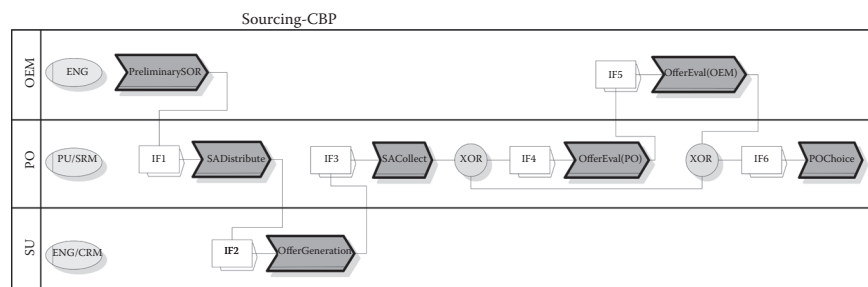 Sourcing-CBP
OEM
ENG
PreliminarySOR
IF5
OfferEval(OEM)
PO
PU/SRM
IF1
SADistribute
IF3
SACollect
XOR
IF4
OfferEval(PO)
XOR
IF6
POChoice
SU
ENG/CRM
IF2
OfferGeneration